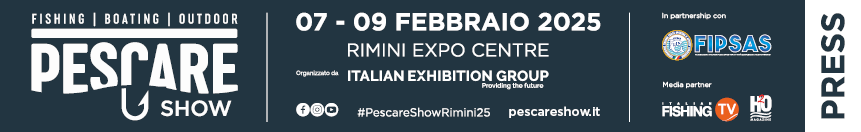 FISHING | BOATING | OUTDOOR
PESCARE
SHOW
07 - 09 FEBBRAIO 2025
RIMINI EXPO CENTRE
Organizzato da ITALIAN EXHIBITION GROUP
Providing the future
#PescareShowRimini25 pescareshow.it
In partnership con
FIPSAS
Media partner
ITALIAN
FISHING TV
H2O
MAGAZINE
PRESS